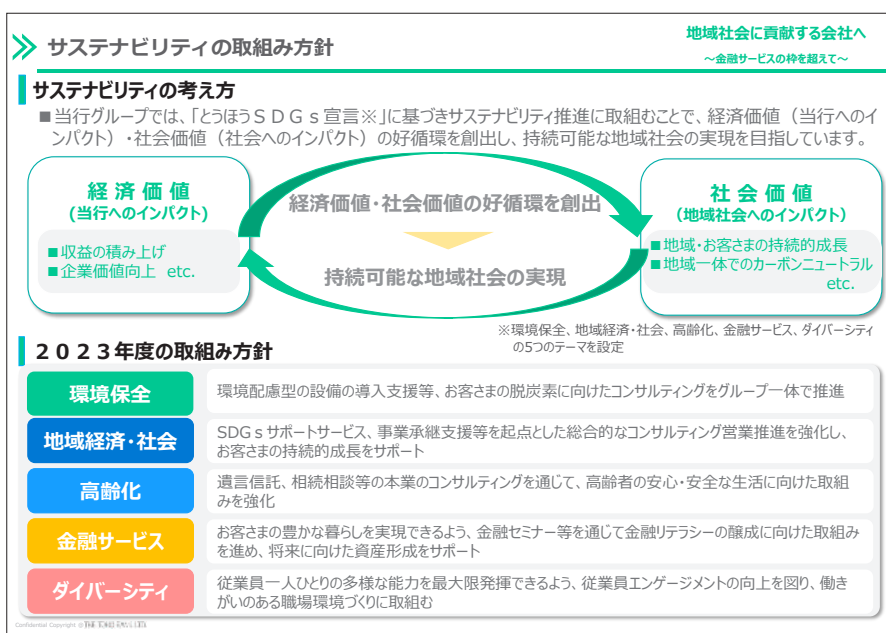 サステナビリティの取組み方針
地域社会に貢献する会社へ
～金融サービスの枠を超えて～
サステナビリティの考え方
■当行グループでは、「とうほうＳＤＧｓ宣言※」に基づきサステナビリティ推進に取組むことで、経済価値（当行へのイ
ンパクト）・社会価値（社会へのインパクト）の好循環を創出し、持続可能な地域社会の実現を目指しています。
経済価値
(当行へのインパクト)
■収益の積み上げ
■企業価値向上 etc.
経済価値・社会価値の好循環を創出
持続可能な地域社会の実現
社会価値
（地域社会へのインパクト）
■地域・お客さまの持続的成長
■地域一体でのカーボンニュートラル
etc.
※環境保全、地域経済・社会、高齢化、金融サービス、ダイバーシティ
の5つのテーマを設定
２０２３年度の取組み方針
環境保全
環境配慮型の設備の導入支援等、お客さまの脱炭素に向けたコンサルティングをグループ一体で推進
地域経済・社会
SDGｓサポートサービス、事業承継支援等を起点とした総合的なコンサルティング営業推進を強化し、
お客さまの持続的成長をサポート
高齢化
遺言信託、相続相談等の本業のコンサルティングを通じて、高齢者の安心・安全な生活に向けた取組
みを強化
金融サービス
お客さまの豊かな暮らしを実現できるよう、金融セミナー等を通じて金融リテラシーの醸成に向けた取組み
を進め、将来に向けた資産形成をサポート
ダイバーシティ
従業員一人ひとりの多様な能力を最大限発揮できるよう、従業員エンゲージメントの向上を図り、働き
がいのある職場環境づくりに取組む
Confidential Copyright ©